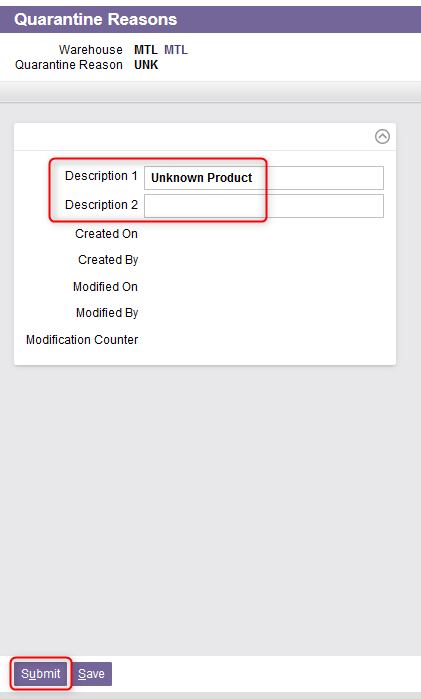 Quarantine Reasons
Warehouse MTL MTL
Quarantine Reason UNK
Description 1 Unknown Product
Description 2
Created On
Created By
Modified On
Modified By
Modification Counter
Submit Save